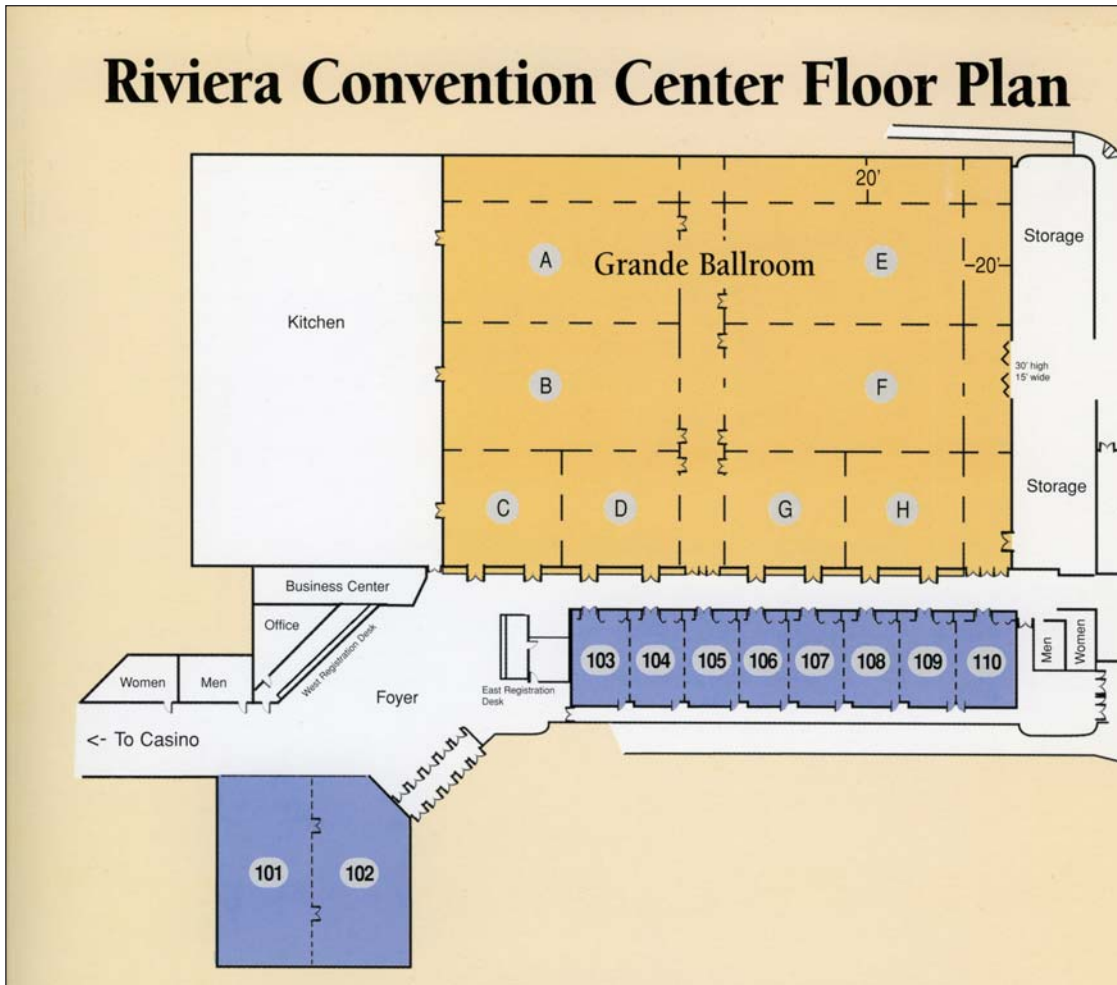 Riviera Convention Center Floor Plan
20'
Storage
A
Grande Ballroom
E
20'
Kitchen
30' high
15' wide
B
F
Storage
C
D
G
H
Business Center
Office
West Registration Desk
Women
Men
Foyer
East Registration
Desk
103
104
105
106
107
108
109
110
Men
Women
<- To Casino
101
102